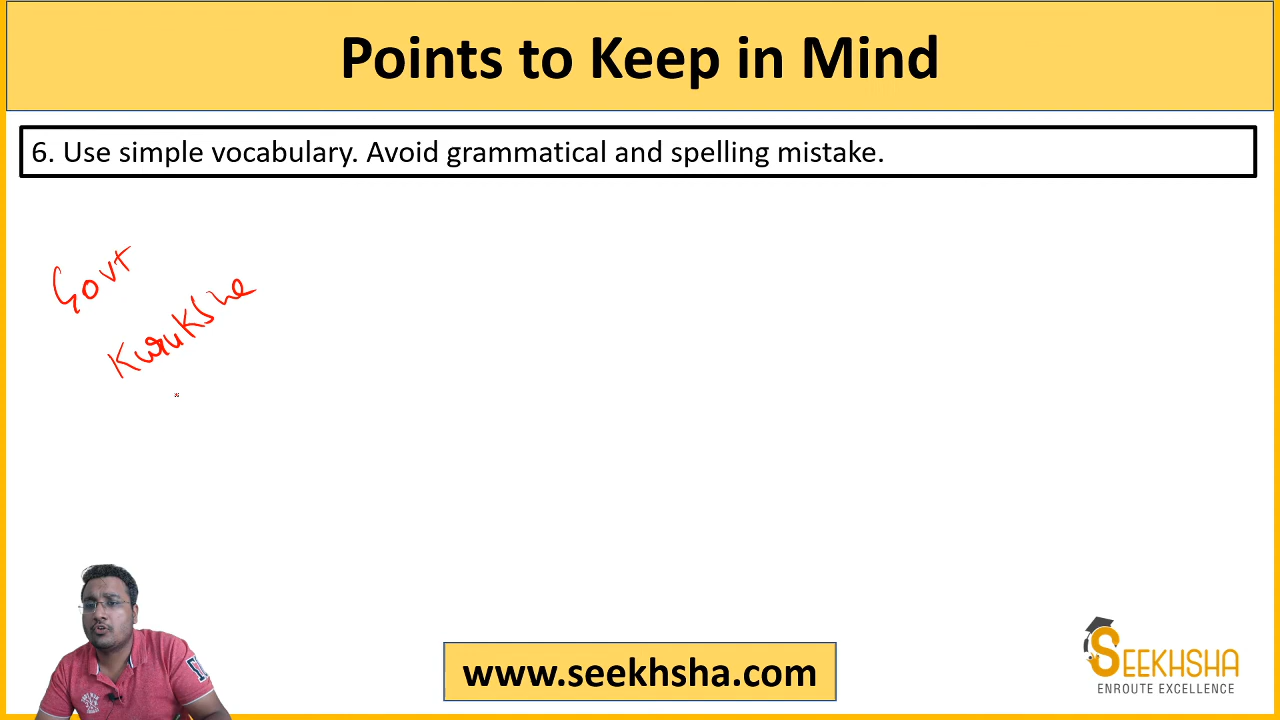 Points to Keep in Mind
6. Use simple vocabulary. Avoid grammatical and spelling mistake.
Govt
www.seekhsha.com
SEEKHSHA
ENROUTE EXCELLENCE